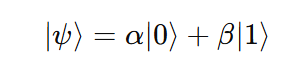 |ψ⟩ = α|0⟩ + β|1⟩